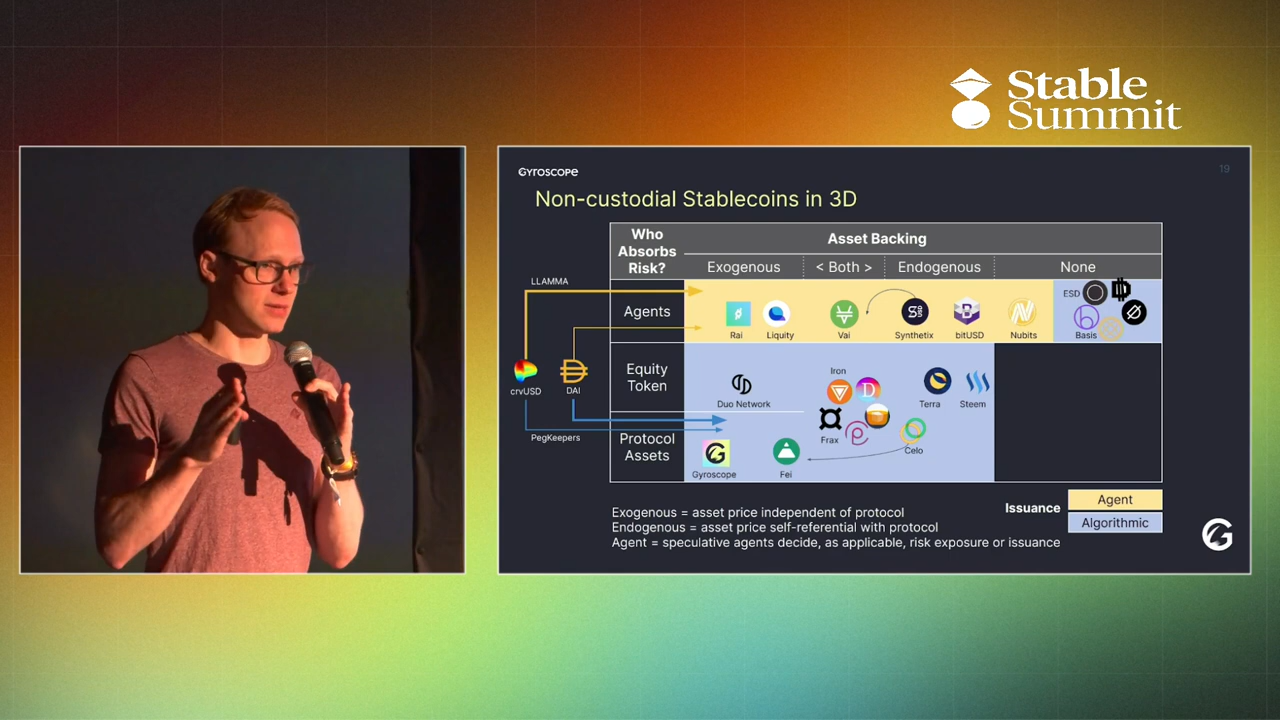 Stable
Summit
GYROSCOPE
19
Non-custodial Stablecoins in 3D
Who
Absorbs
Risk?
Asset Backing
Exogenous
< Both >
Endogenous
None
LLAMMA
Agents
Rai
Liquity
Vai
Synthetix
bitUSD
Nubits
ESD
Basis
crvUSD
DAI
Equity
Token
Duo Network
Iron
Terra
Steem
PegKeepers
Protocol
Assets
Frax
Celo
Gyroscope
Fei
Exogenous = asset price independent of protocol
Endogenous = asset price self-referential with protocol
Agent = speculative agents decide, as applicable, risk exposure or issuance
Issuance
Agent
Algorithmic